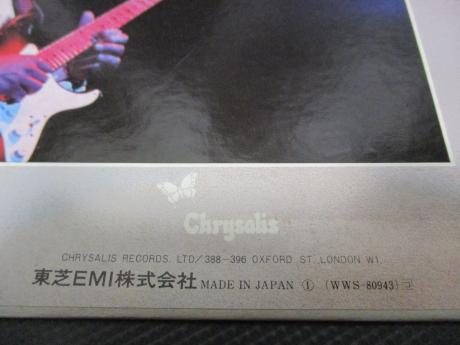 Chrysalis
CHRYSALIS RECORDS. LTD/388-396 OXFORD ST. LONDON W1.
東芝EMI株式会社 MADE IN JAPAN Ⓘ (WWS-80943) コ